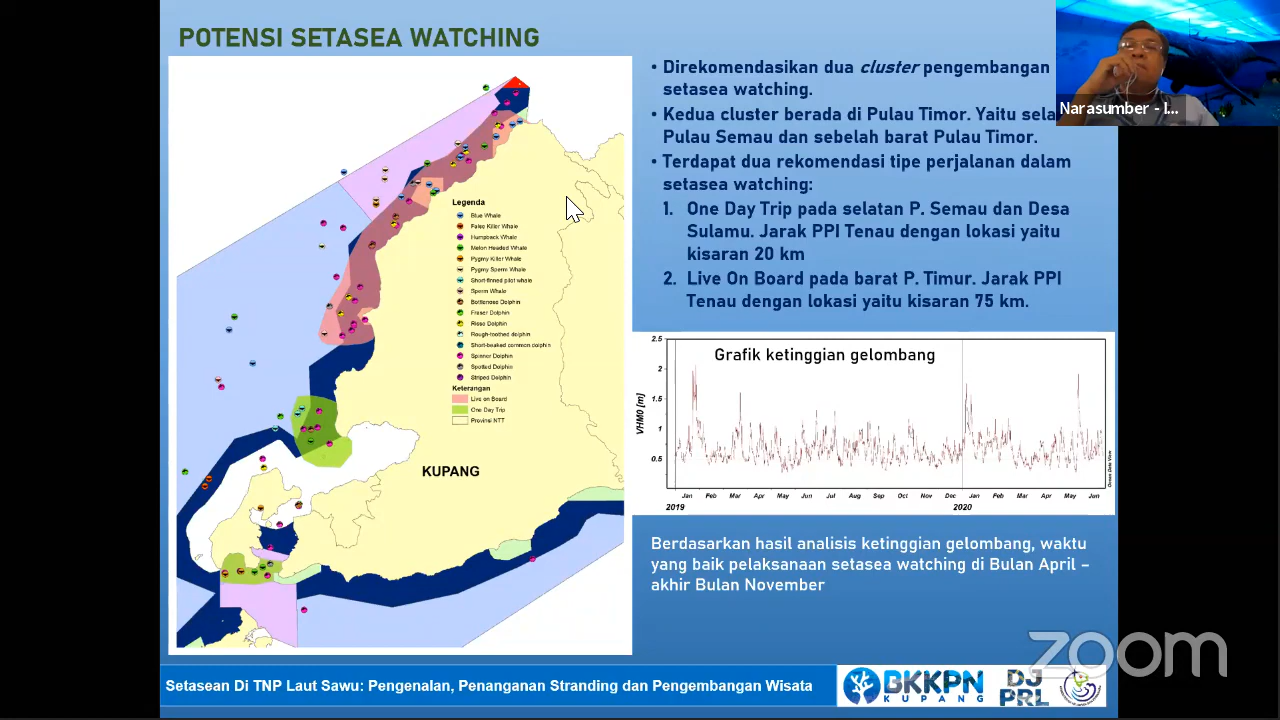 POTENSI SETASEA WATCHING
• Direkomendasikan dua cluster pengembangan
setasea watching.
• Kedua cluster berada di Pulau Timor. Yaitu sela
Pulau Semau dan sebelah barat Pulau Timor.
• Terdapat dua rekomendasi tipe perjalanan dalam
setasea watching:
1. One Day Trip pada selatan P. Semau dan Desa
Sulamu. Jarak PPI Tenau dengan lokasi yaitu
kisaran 20 km
2. Live On Board pada barat P. Timur. Jarak PPI
Tenau dengan lokasi yaitu kisaran 75 km.
Narasumber - I...
Legenda
Blue Whale
False Killer Whale
Humpback Whale
Melon Headed Whale
Pygmy Killer Whale
Pygmy Sperm Whale
Short-finned pilot whale
Sperm Whale
Bottlenose Dolphin
Fraser Dolphin
Risso Dolphin
Rough-toothed dolphin
Short-beaked common dolphin
Spinner Dolphin
Spotted Dolphin
Striped Dolphin
Keterangan
Live on Board
One Day Trip
Provinsi NTT
KUPANG
Grafik ketinggian gelombang
VHM0 [m]
2.5
2
1.5
1
0.5
Jan Feb Mar Apr May Jun Jul Aug Sep Oct Nov Dec Jan Feb Mar Apr May Jun
2019 2020
Ocean Data View
Berdasarkan hasil analisis ketinggian gelombang, waktu
yang baik pelaksanaan setasea watching di Bulan April –
akhir Bulan November
zoom
Setasean Di TNP Laut Sawu: Pengenalan, Penanganan Stranding dan Pengembangan Wisata
BKKPN
KUPANG
DJ
PRL